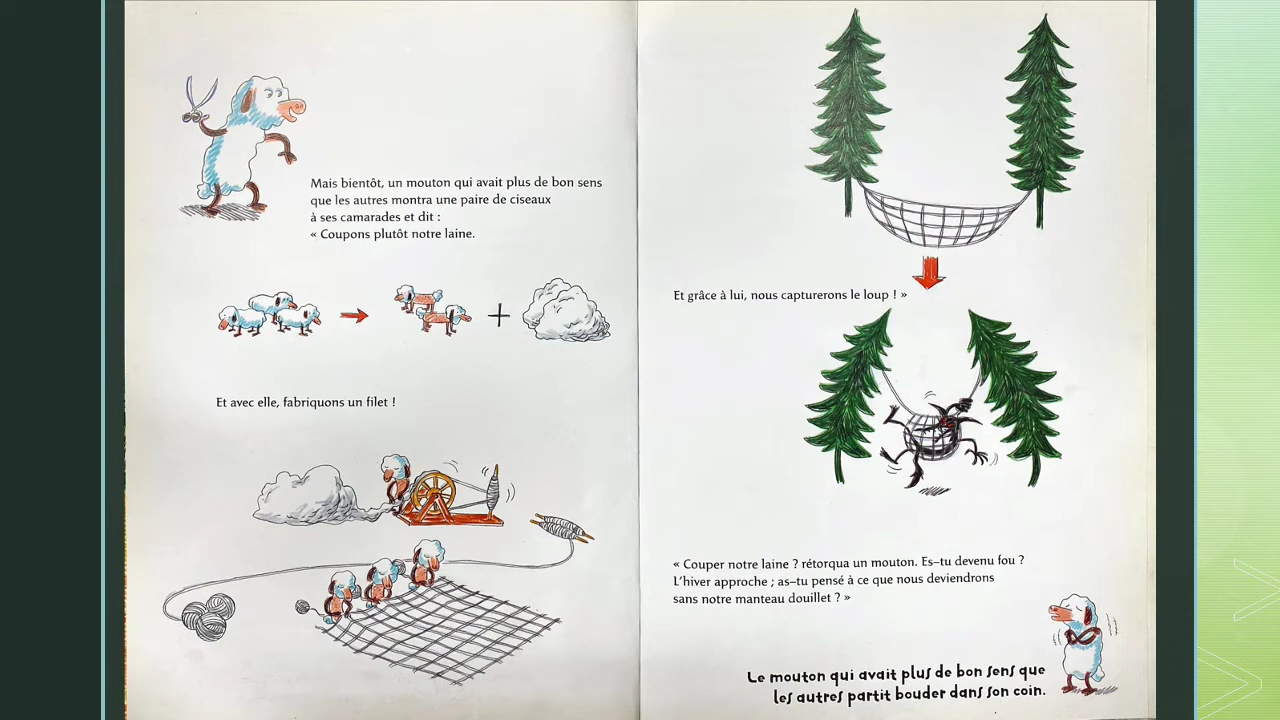 Mais bientôt, un mouton qui avait plus de bon sens
que les autres montra une paire de ciseaux
à ses camarades et dit :
« Coupons plutôt notre laine.
Et avec elle, fabriquons un filet !
Et grâce à lui, nous capturerons le loup ! »
« Couper notre laine ? rétorqua un mouton. Es-tu devenu fou ?
L'hiver approche ; as-tu pensé à ce que nous deviendrons
sans notre manteau douillet ? »
Le mouton qui avait plus de bon sens que
les autres partit bouder dans son coin.